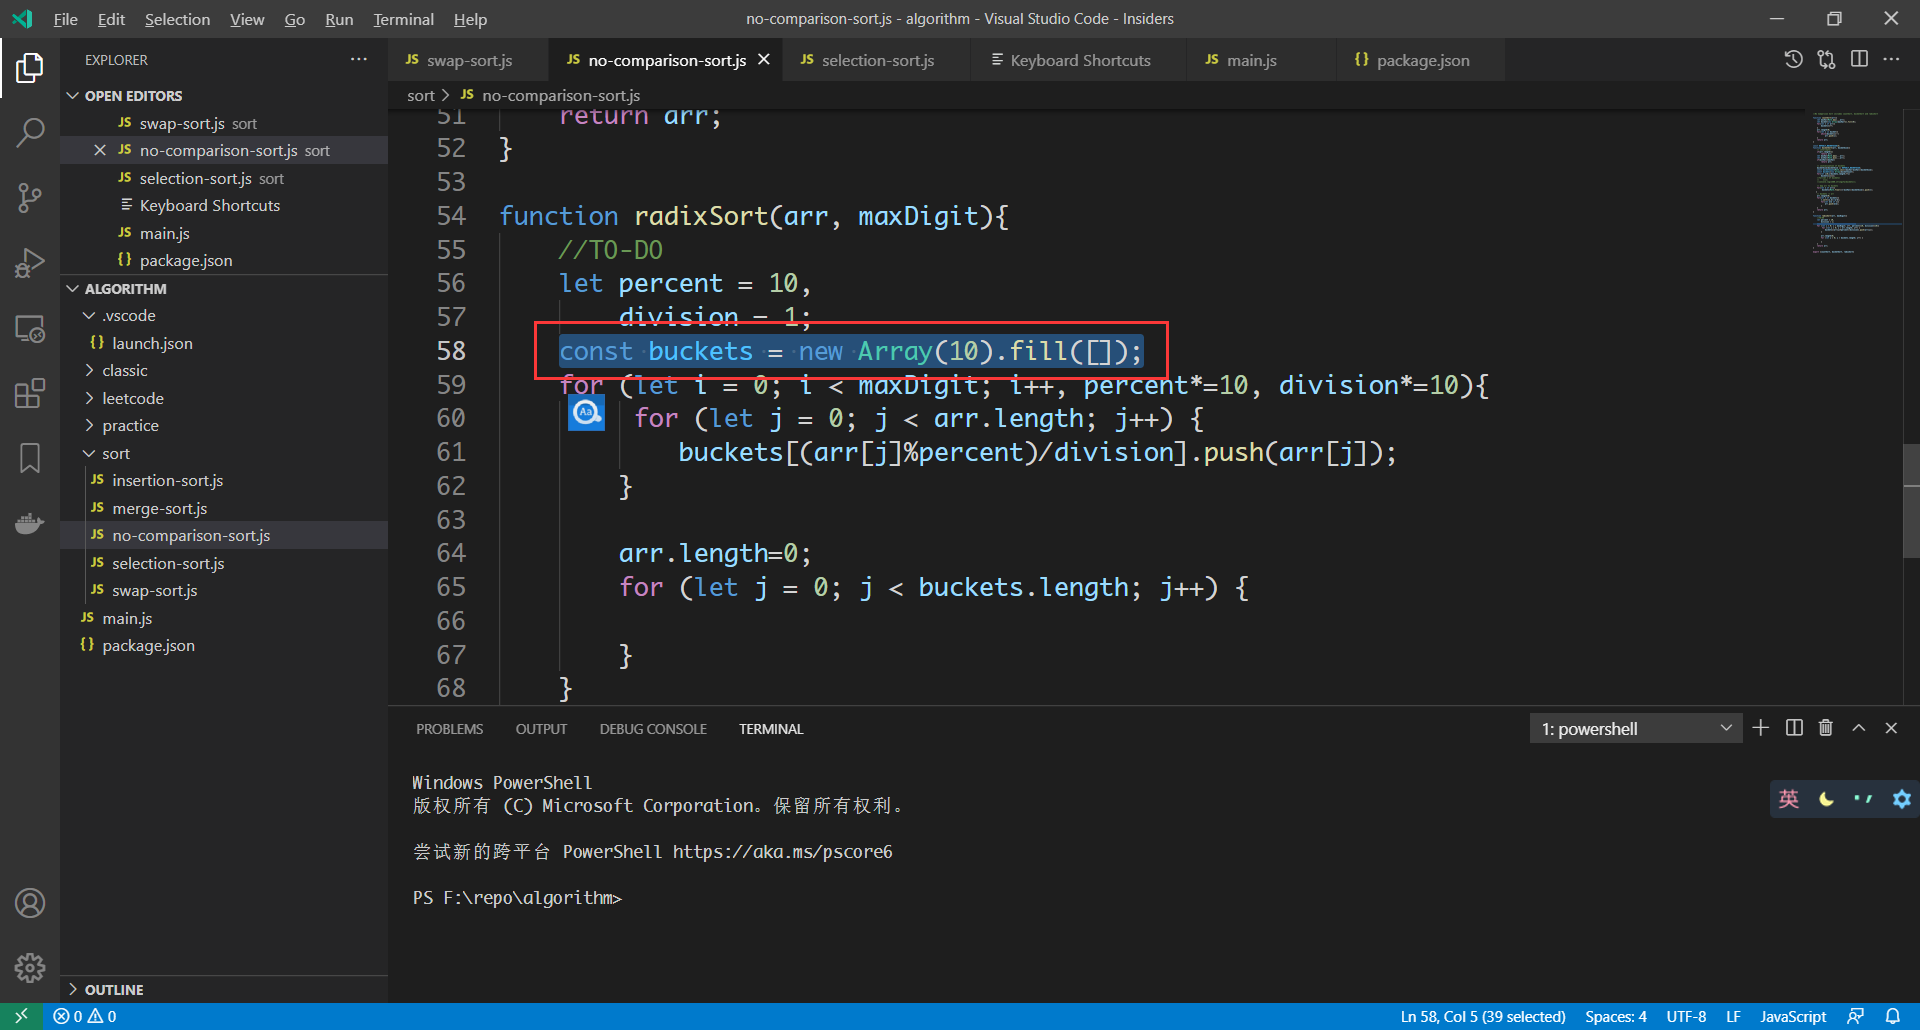 File Edit Selection View Go Run Terminal Help
no-comparison-sort.js - algorithm - Visual Studio Code - Insiders
EXPLORER
OPEN EDITORS
JS swap-sort.js sort
JS no-comparison-sort.js sort
JS selection-sort.js sort
Keyboard Shortcuts
JS main.js
{} package.json
ALGORITHM
.vscode
{} launch.json
classic
leetcode
practice
sort
JS insertion-sort.js
JS merge-sort.js
JS no-comparison-sort.js
JS selection-sort.js
JS swap-sort.js
JS main.js
{} package.json
OUTLINE
JS swap-sort.js
JS no-comparison-sort.js
JS selection-sort.js
Keyboard Shortcuts
JS main.js
{} package.json
sort > JS no-comparison-sort.js
51 return arr;
52 }
53
54 function radixSort(arr, maxDigit){
55 //TO-DO
56 let percent = 10,
57 division = 1;
58 const buckets = new Array(10).fill([]);
59 for (let i = 0; i < maxDigit; i++, percent*=10, division*=10){
60 for (let j = 0; j < arr.length; j++) {
61 buckets[(arr[j]%percent)/division].push(arr[j]);
62 }
63
64 arr.length=0;
65 for (let j = 0; j < buckets.length; j++) {
66
67 }
68 }
Aa
PROBLEMS OUTPUT DEBUG CONSOLE TERMINAL
1: powershell
Windows PowerShell
版权所有 (C) Microsoft Corporation。保留所有权利。
尝试新的跨平台 PowerShell https://aka.ms/pscore6
PS F:\repo\algorithm>
英
0 0
Ln 58, Col 5 (39 selected) Spaces: 4 UTF-8 LF JavaScript